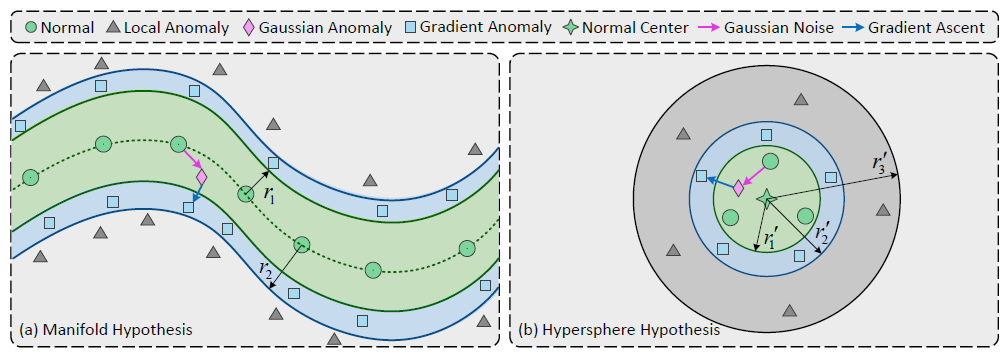 Normal Local Anomaly Gaussian Anomaly Gradient Anomaly Normal Center Gaussian Noise Gradient Ascent
r₁
r₂
(a) Manifold Hypothesis
r₃′
r₁′
r₂′
(b) Hypersphere Hypothesis